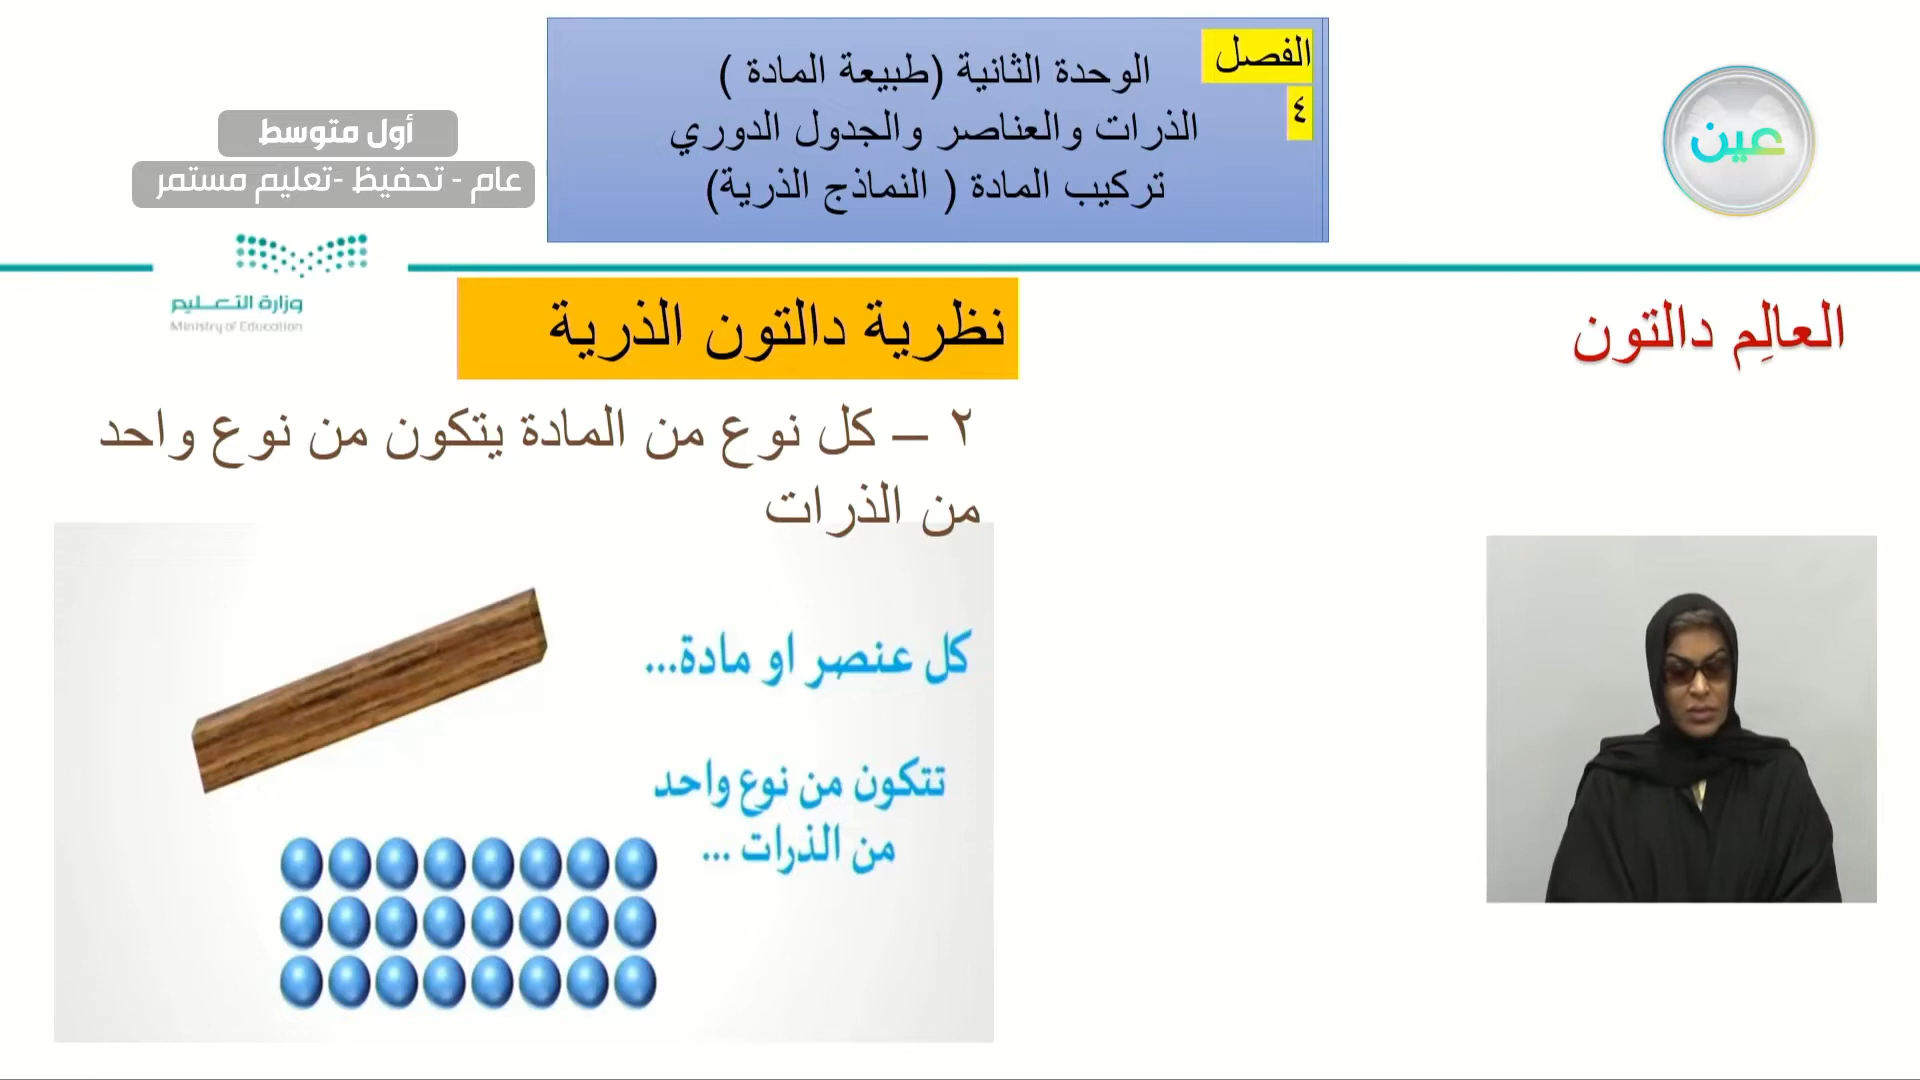 الفصل
٤
الوحدة الثانية (طبيعة المادة )
الذرات والعناصر والجدول الدوري
تركيب المادة ( النماذج الذرية)
عين
أول متوسط
عام - تحفيظ -تعليم مستمر
وزارة التعليم
Ministry of Education
العالِم دالتون
نظرية دالتون الذرية
٢ – كل نوع من المادة يتكون من نوع واحد
من الذرات
كل عنصر او مادة...
تتكون من نوع واحد
من الذرات ...